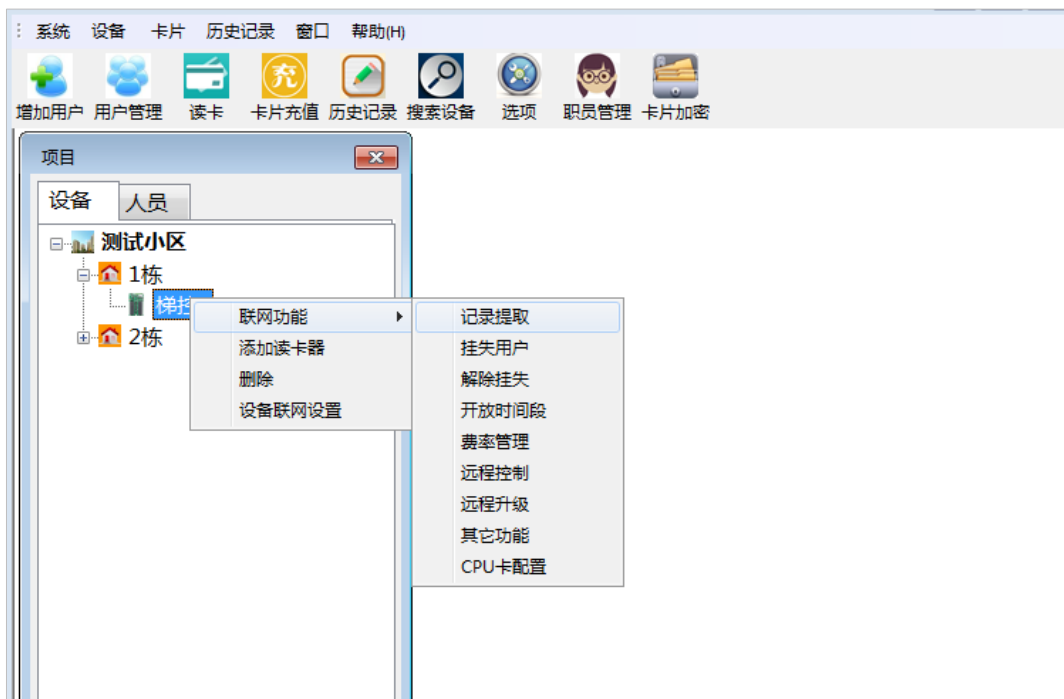 系统 设备 卡片 历史记录 窗口 帮助(H)
充
增加用户 用户管理 读卡 卡片充值 历史记录 搜索设备 选项 职员管理 卡片加密
项目
设备 人员
测试小区
1栋
梯控
联网功能 记录提取
2栋
添加读卡器 挂失用户
删除 解除挂失
设备联网设置 开放时间段
费率管理
远程控制
远程升级
其它功能
CPU卡配置